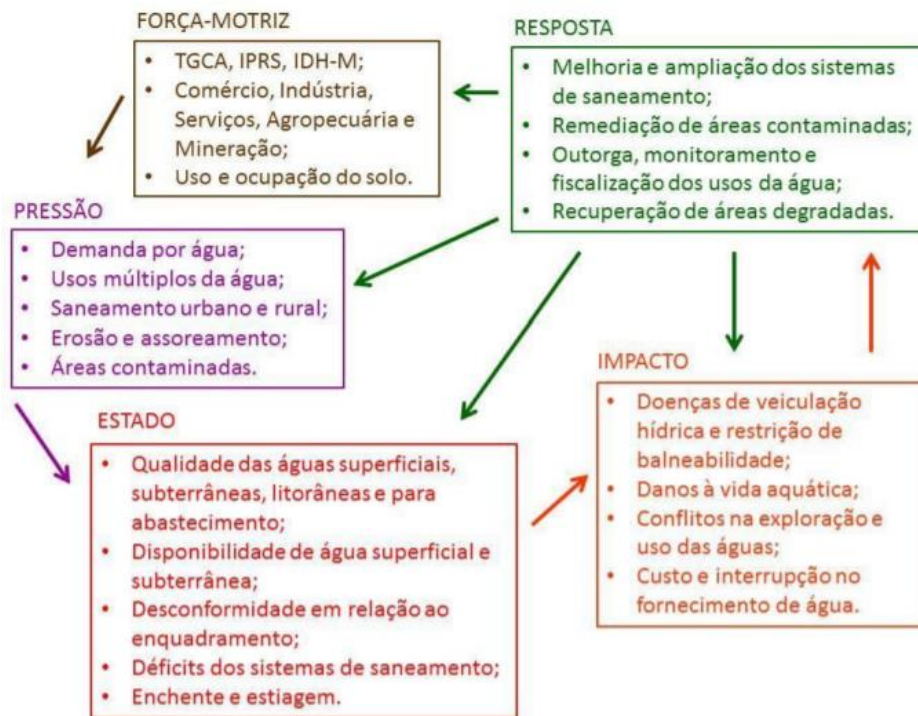 FORÇA-MOTRIZ
• TGCA, IPRS, IDH-M;
• Comércio, Indústria,
Serviços, Agropecuária e
Mineração;
• Uso e ocupação do solo.
RESPOSTA
• Melhoria e ampliação dos sistemas
de saneamento;
• Remediação de áreas contaminadas;
• Outorga, monitoramento e
fiscalização dos usos da água;
• Recuperação de áreas degradadas.
PRESSÃO
• Demanda por água;
• Usos múltiplos da água;
• Saneamento urbano e rural;
• Erosão e assoreamento;
• Áreas contaminadas.
ESTADO
• Qualidade das águas superficiais,
subterrâneas, litorâneas e para
abastecimento;
• Disponibilidade de água superficial e
subterrânea;
• Desconformidade em relação ao
enquadramento;
• Déficits dos sistemas de saneamento;
• Enchente e estiagem.
IMPACTO
• Doenças de veiculação
hídrica e restrição de
balneabilidade;
• Danos à vida aquática;
• Conflitos na exploração e
uso das águas;
• Custo e interrupção no
fornecimento de água.